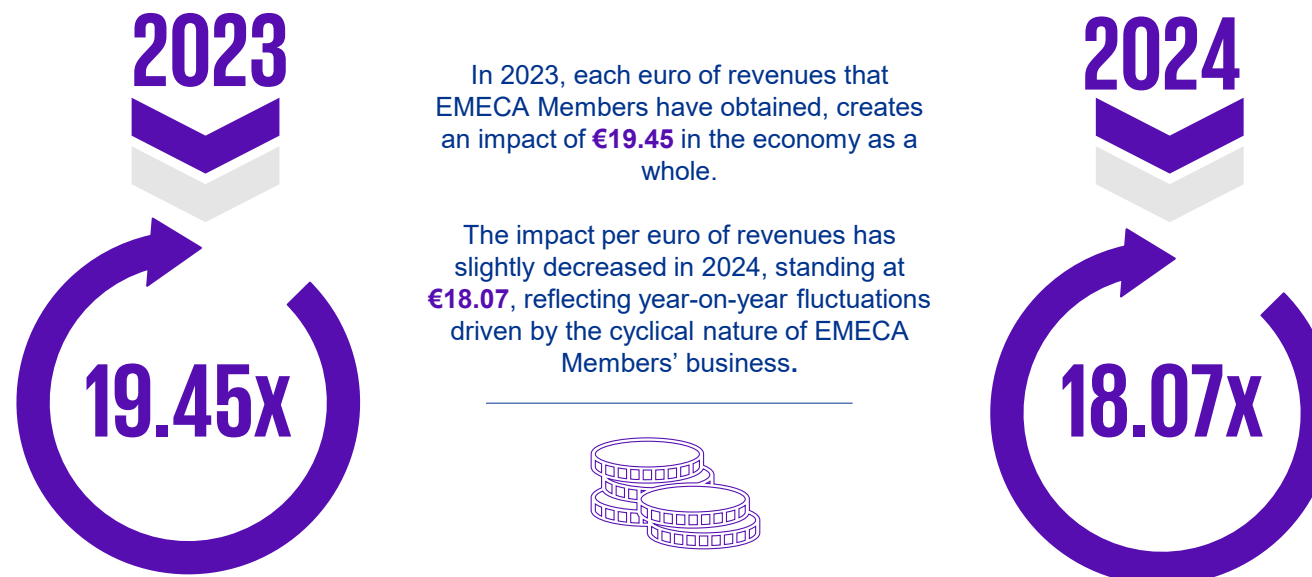 2023
19.45x
In 2023, each euro of revenues that
EMECA Members have obtained, creates
an impact of €19.45 in the economy as a
whole.
The impact per euro of revenues has
slightly decreased in 2024, standing at
€18.07, reflecting year-on-year fluctuations
driven by the cyclical nature of EMECA
Members’ business.
2024
18.07x